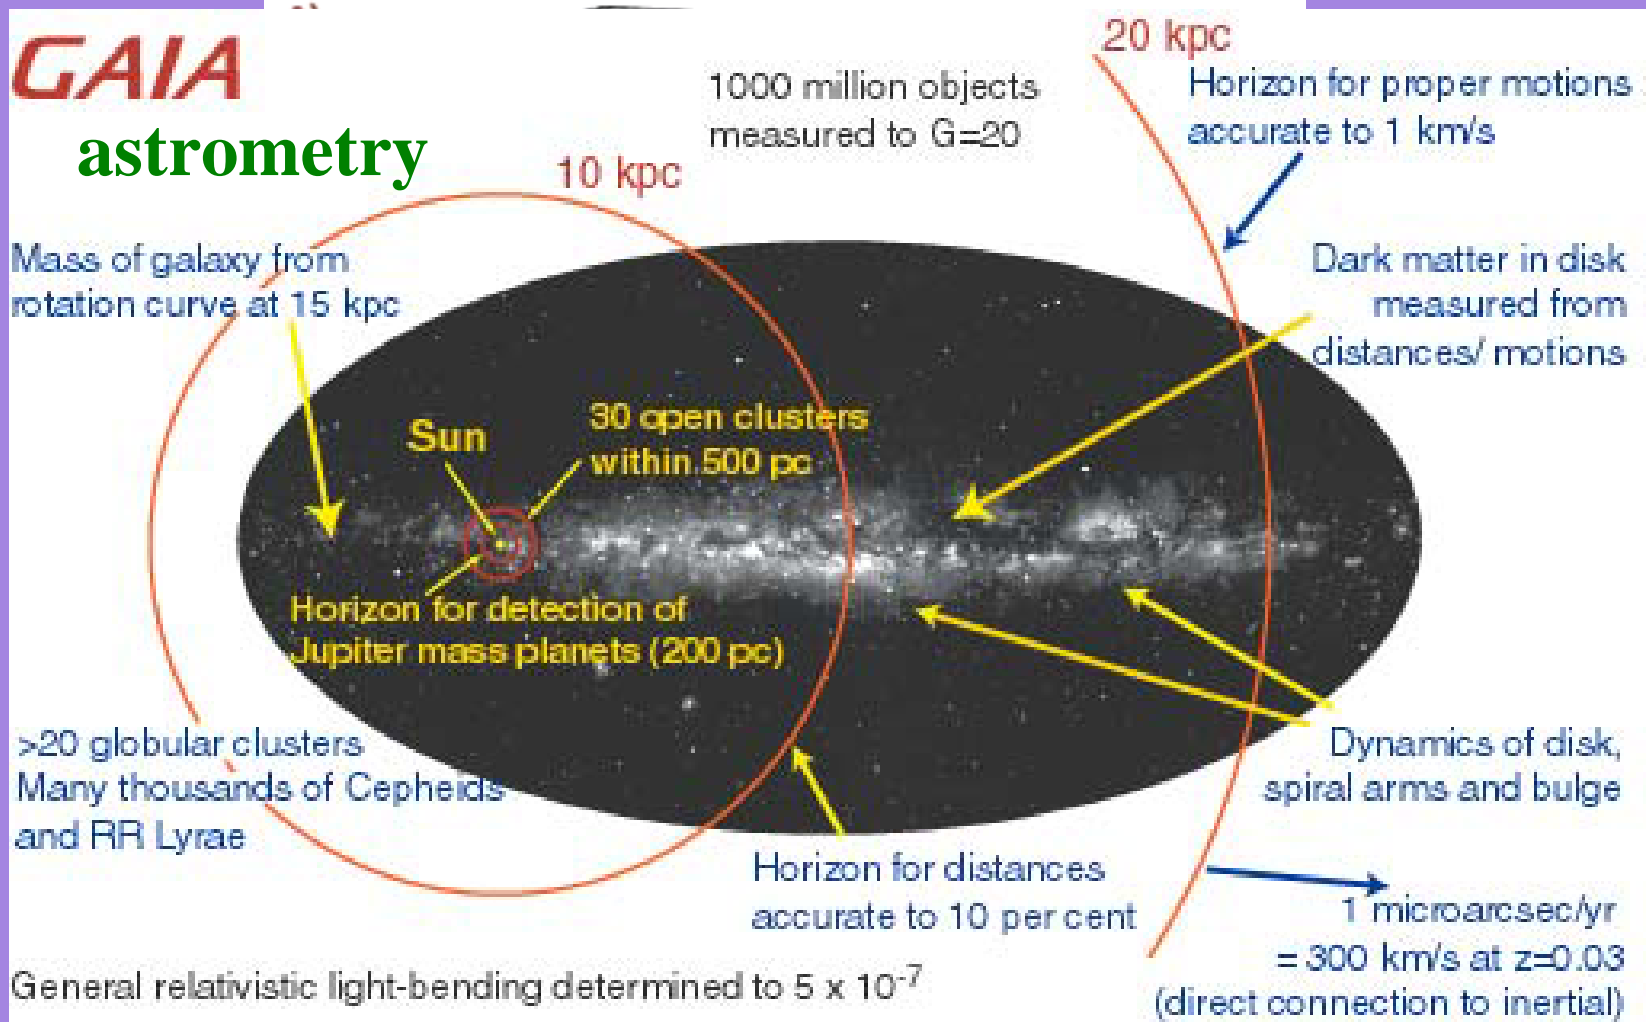 GAIA
astrometry
1000 million objects
measured to G=20
20 kpc
Horizon for proper motions
accurate to 1 km/s
10 kpc
Mass of galaxy from
rotation curve at 15 kpc
Dark matter in disk
measured from
distances/ motions
Sun
30 open clusters
within 500 pc
Horizon for detection of
Jupiter mass planets (200 pc)
>20 globular clusters
Many thousands of Cepheids
and RR Lyrae
Dynamics of disk,
spiral arms and bulge
Horizon for distances
accurate to 10 per cent
1 microarcsec/yr
= 300 km/s at z=0.03
(direct connection to inertial)
General relativistic light-bending determined to 5 x 10⁻⁷